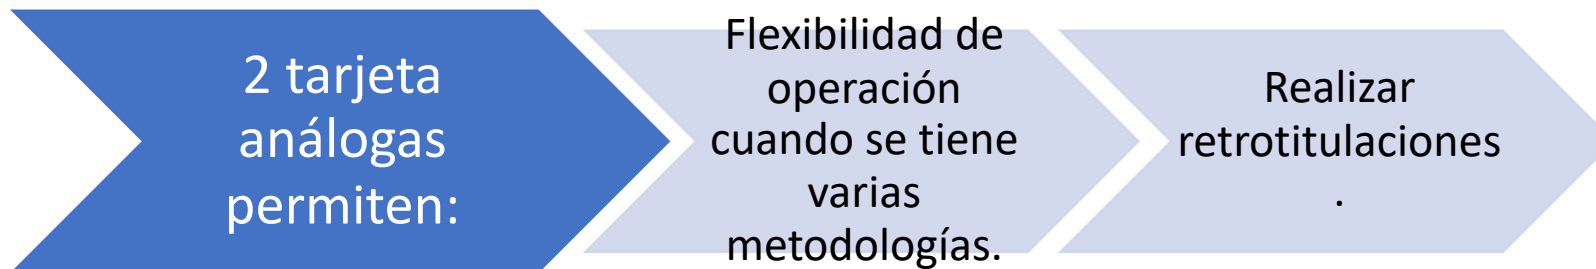 2 tarjeta
análogas
permiten:
Flexibilidad de
operación
cuando se tiene
varias
metodologías.
Realizar
retrotitulaciones
.